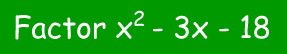 Factor x² - 3x - 18